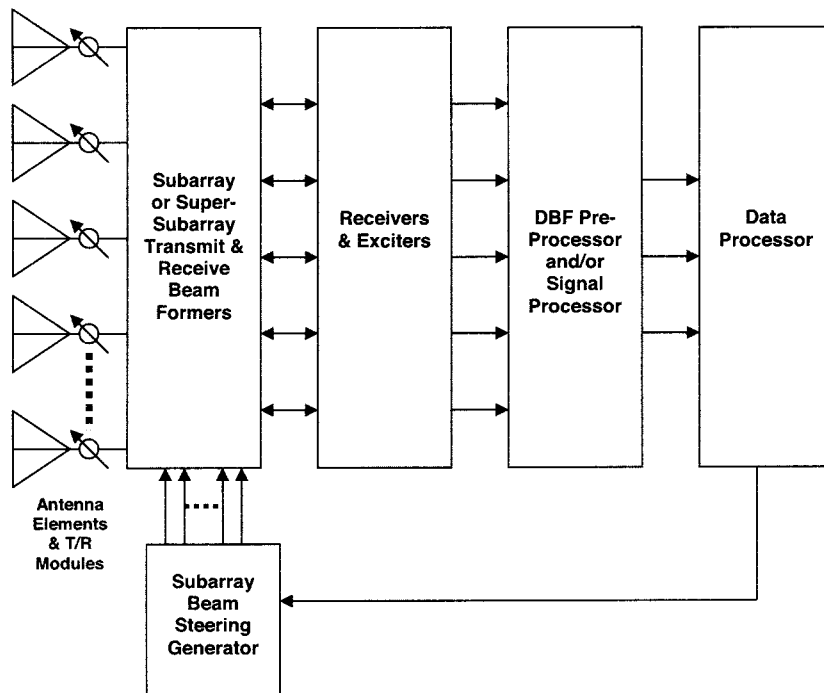 Subarray
or Super-
Subarray
Transmit &
Receive
Beam
Formers
Receivers
& Exciters
DBF Pre-
Processor
and/or
Signal
Processor
Data
Processor
Antenna
Elements
& T/R
Modules
Subarray
Beam
Steering
Generator